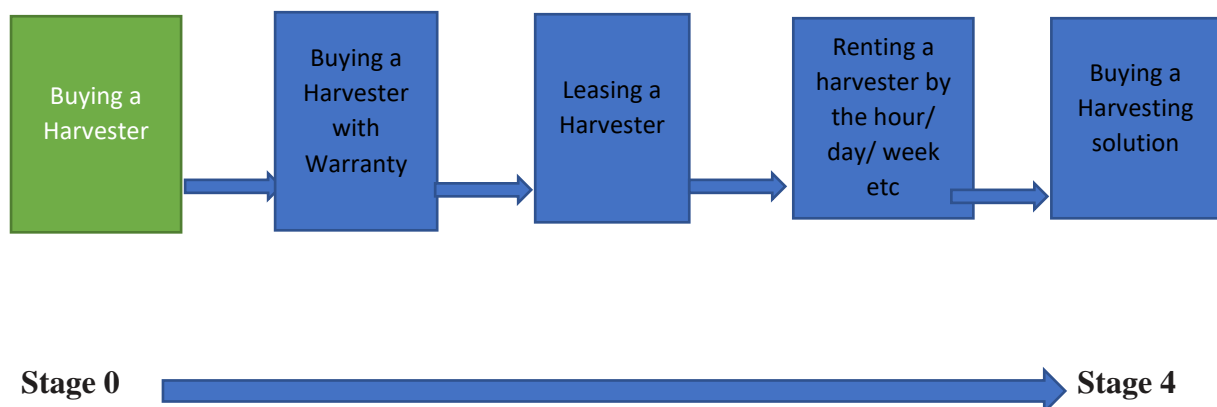 Buying a
Harvester
Buying a
Harvester
with
Warranty
Leasing a
Harvester
Renting a
harvester by
the hour/
day/ week
etc
Buying a
Harvesting
solution
Stage 0
Stage 4